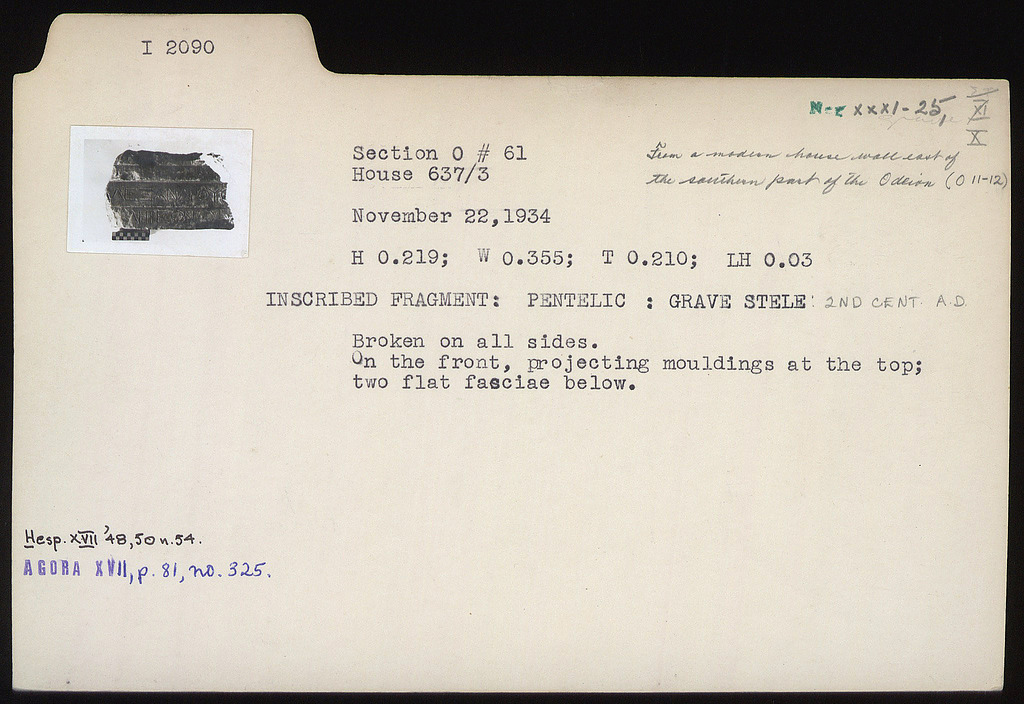 I 2090
XXXI-25,
XI
X
Section O # 61
House 637/3
From a modern house wall east of
the southern part of the Odeion (O 11-12)
November 22,1934
H 0.219; W 0.355; T 0.210; LH 0.03
INSCRIBED FRAGMENT: PENTELIC : GRAVE STELE: 2ND CENT. A.D.
Broken on all sides.
On the front, projecting mouldings at the top;
two flat fasciae below.
Hesp. XVII '48, 50 n. 54.
AGORA XVII, p. 81, no. 325.